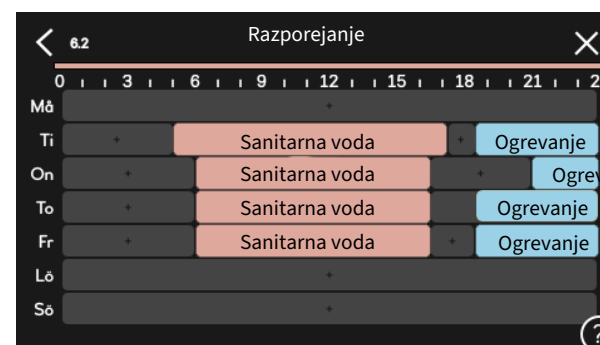 6.2 Razporejanje
0 3 6 9 12 15 18 21 2
Må
Ti Sanitarna voda Ogrevanje
On Sanitarna voda Ogrev
To Sanitarna voda Ogrevanje
Fr Sanitarna voda Ogrevanje
Lö
Sö
?